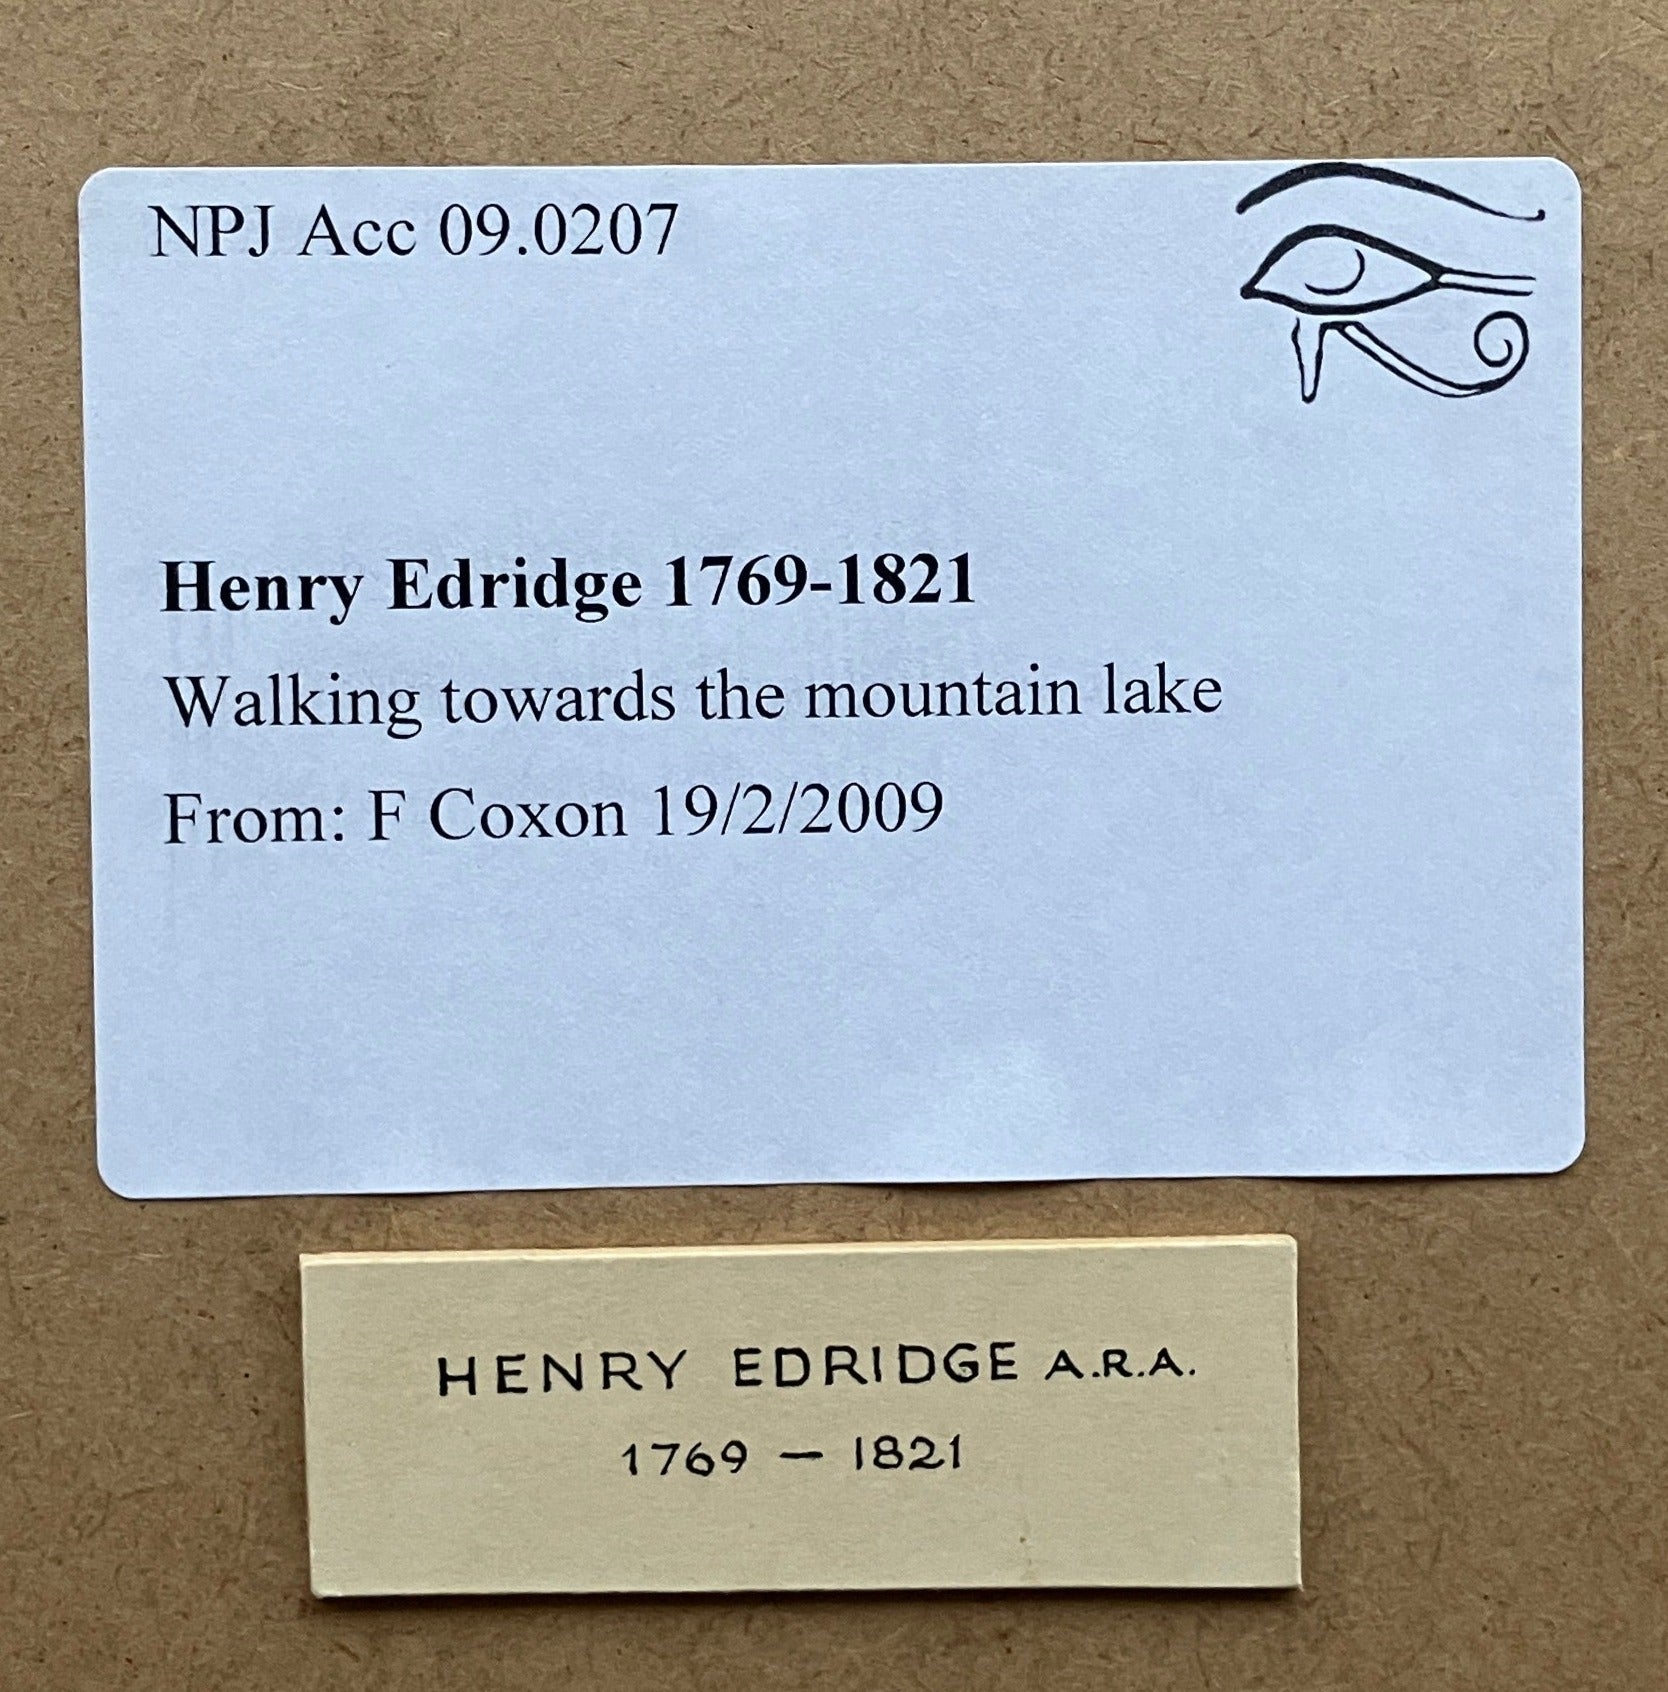 NPJ Acc 09.0207
Henry Edridge 1769-1821
Walking towards the mountain lake
From: F Coxon 19/2/2009
HENRY EDRIDGE A.R.A.
1769 – 1821